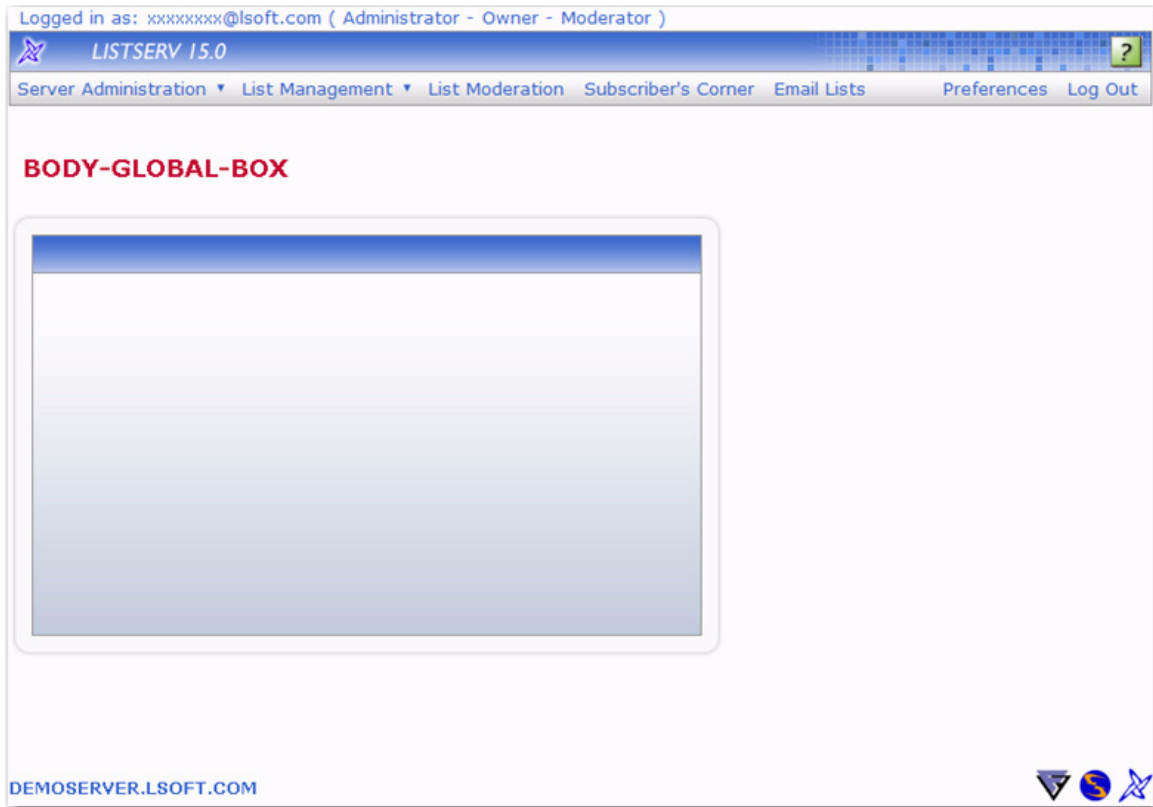 Logged in as: xxxxxxxx@lsoft.com ( Administrator - Owner - Moderator )
LISTSERV 15.0 ?
Server Administration ▼ List Management ▼ List Moderation Subscriber's Corner Email Lists Preferences Log Out
BODY-GLOBAL-BOX
DEMOSERVER.LSOFT.COM